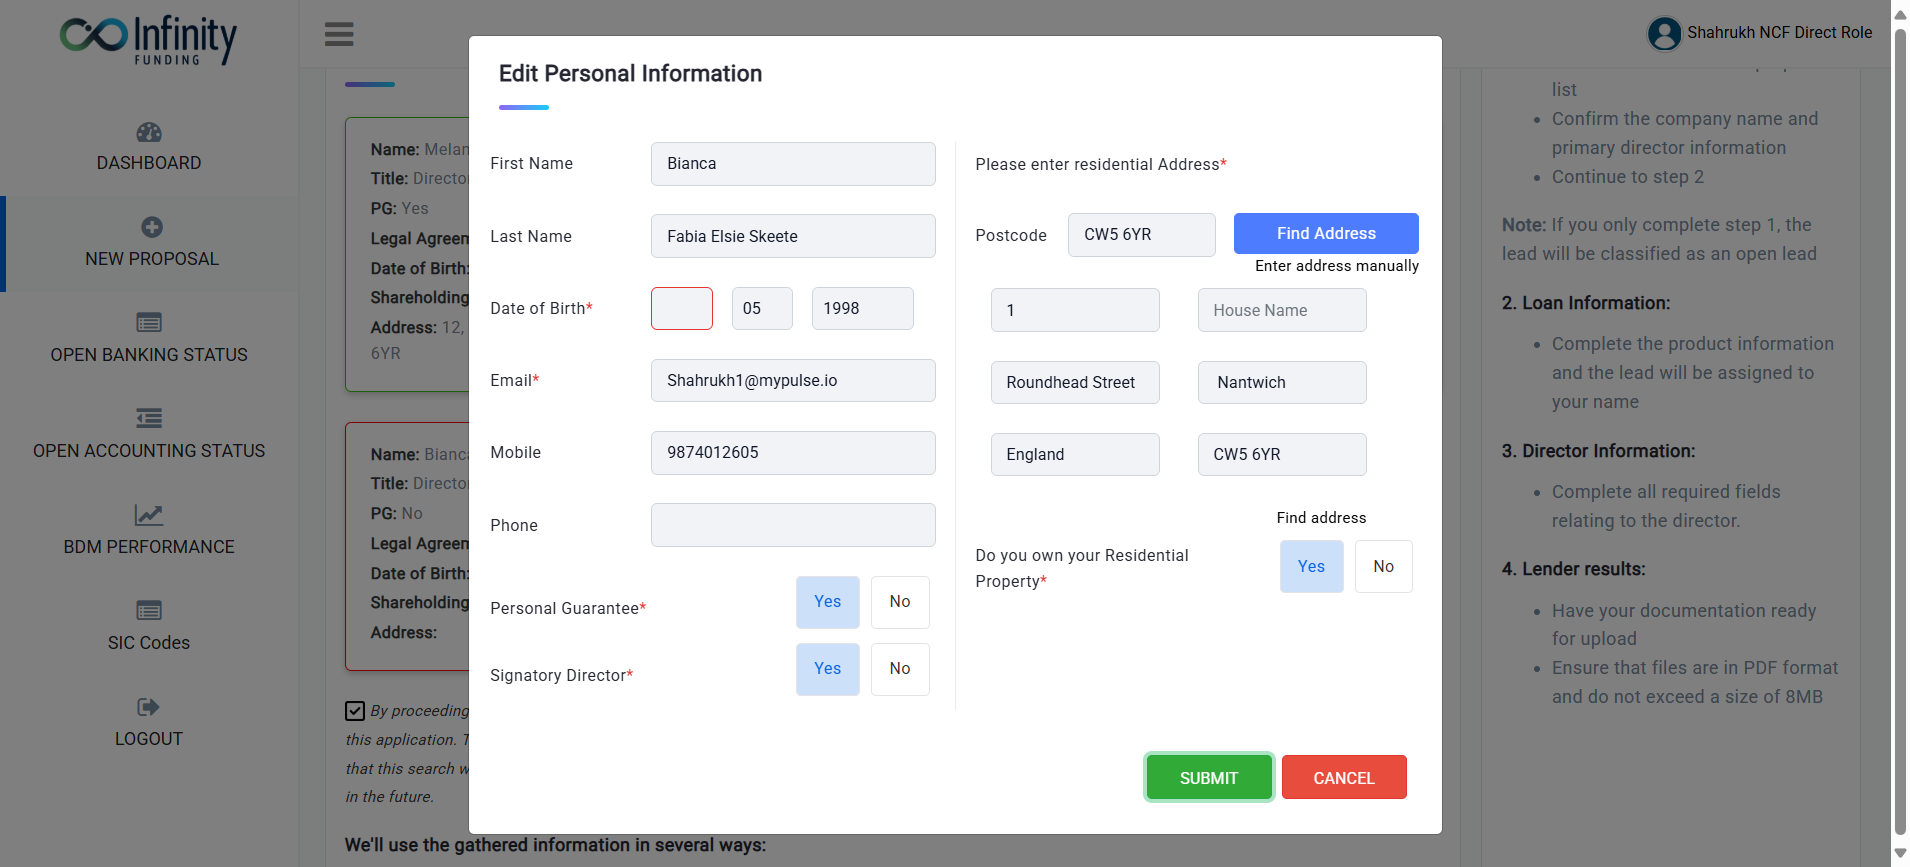 Infinity
FUNDING
DASHBOARD
NEW PROPOSAL
OPEN BANKING STATUS
OPEN ACCOUNTING STATUS
BDM PERFORMANCE
SIC Codes
LOGOUT
Shahrukh NCF Direct Role
Name: Melan
Title: Director
PG: Yes
Legal Agreem
Date of Birth:
Shareholding
Address: 12,
6YR
Name: Bianca
Title: Director
PG: No
Legal Agreem
Date of Birth:
Shareholding
Address:
By proceeding
this application. T
that this search w
in the future.
We'll use the gathered information in several ways:
Edit Personal Information
First Name
Bianca
Last Name
Fabia Elsie Skeete
Date of Birth*
05
1998
Email*
Shahrukh1@mypulse.io
Mobile
9874012605
Phone
Personal Guarantee*
Yes
No
Signatory Director*
Yes
No
Please enter residential Address*
Postcode
CW5 6YR
Find Address
Enter address manually
1
House Name
Roundhead Street
Nantwich
England
CW5 6YR
Find address
Do you own your Residential
Property*
Yes
No
SUBMIT
CANCEL
list
Confirm the company name and
primary director information
Continue to step 2
Note: If you only complete step 1, the
lead will be classified as an open lead
2. Loan Information:
Complete the product information
and the lead will be assigned to
your name
3. Director Information:
Complete all required fields
relating to the director.
4. Lender results:
Have your documentation ready
for upload
Ensure that files are in PDF format
and do not exceed a size of 8MB